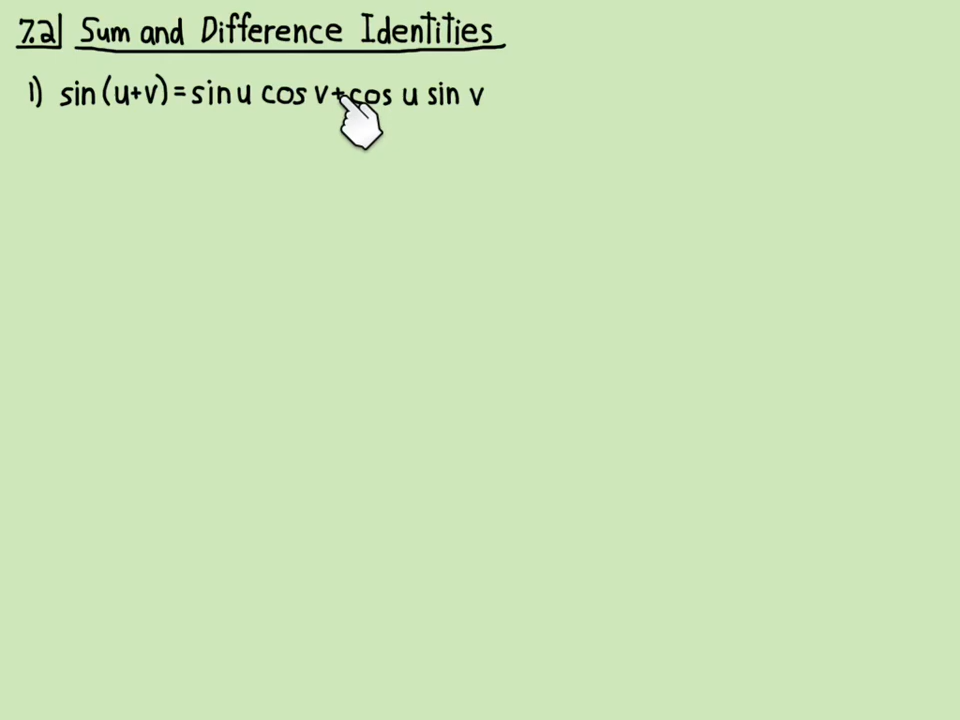 7.2| Sum and Difference Identities
1) sin(u+v)=sin u cos v+cos u sin v